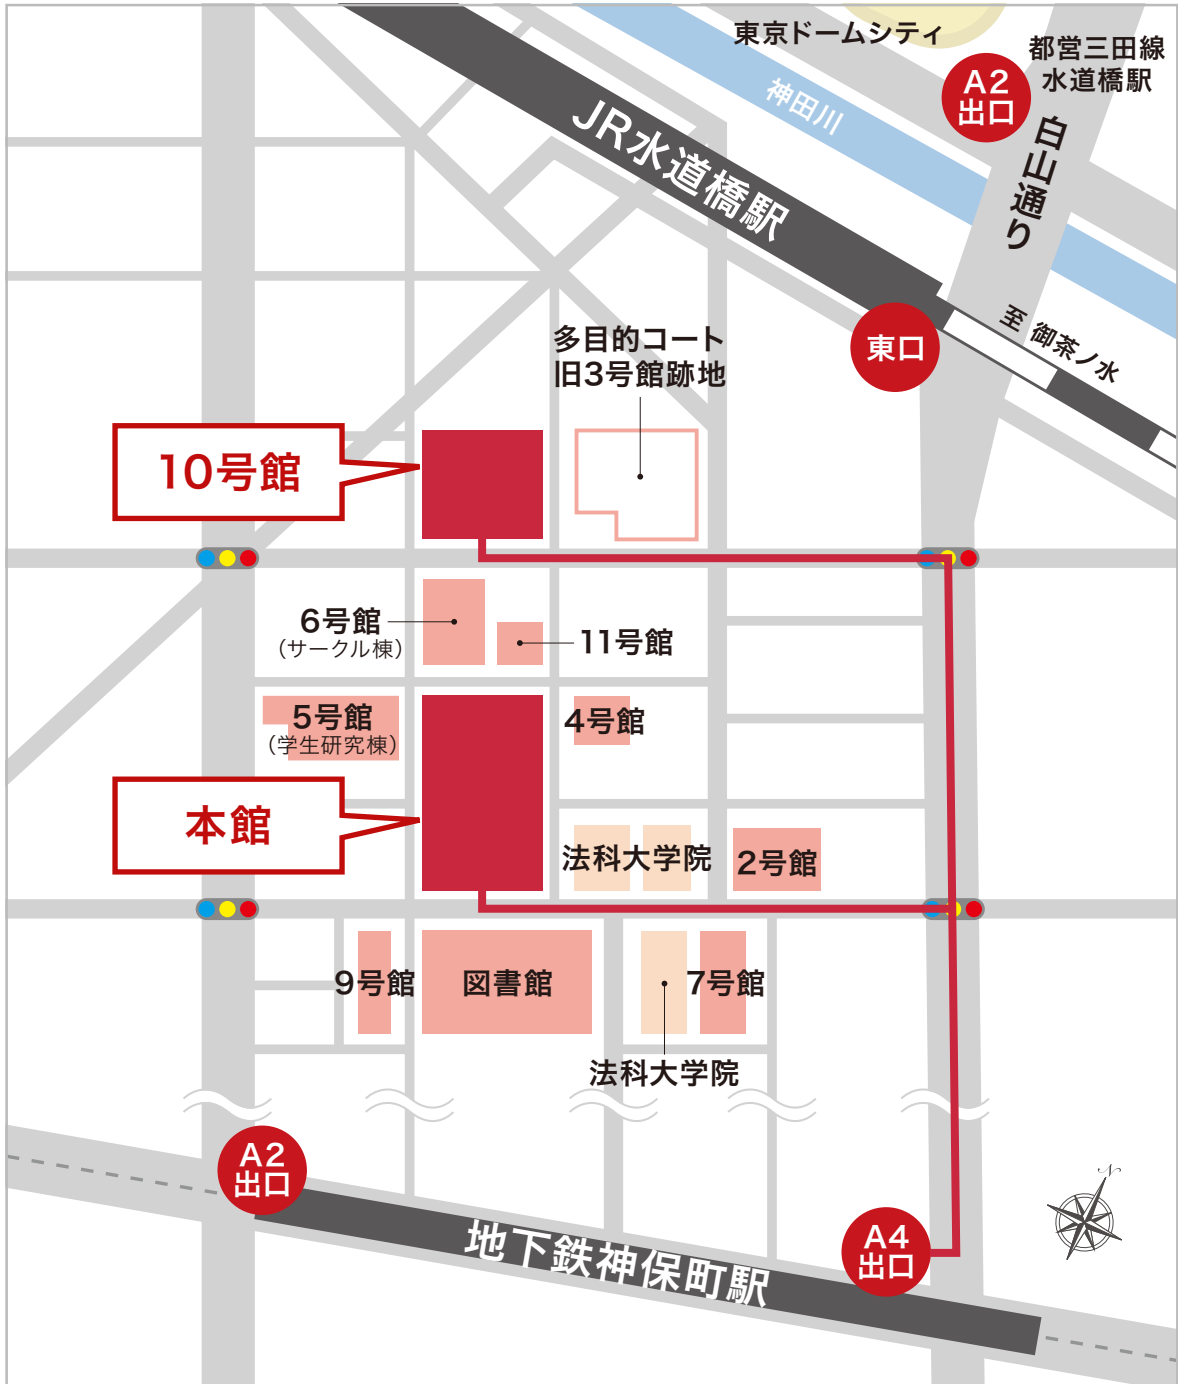 東京ドームシティ
都営三田線
水道橋駅
A2
出口
神田川
白山通り
JR水道橋駅
東口
至 御茶ノ水
多目的コート
旧3号館跡地
10号館
6号館
(サークル棟)
11号館
5号館
(学生研究棟)
4号館
本館
法科大学院
2号館
9号館
図書館
7号館
法科大学院
A2
出口
地下鉄神保町駅
A4
出口
N